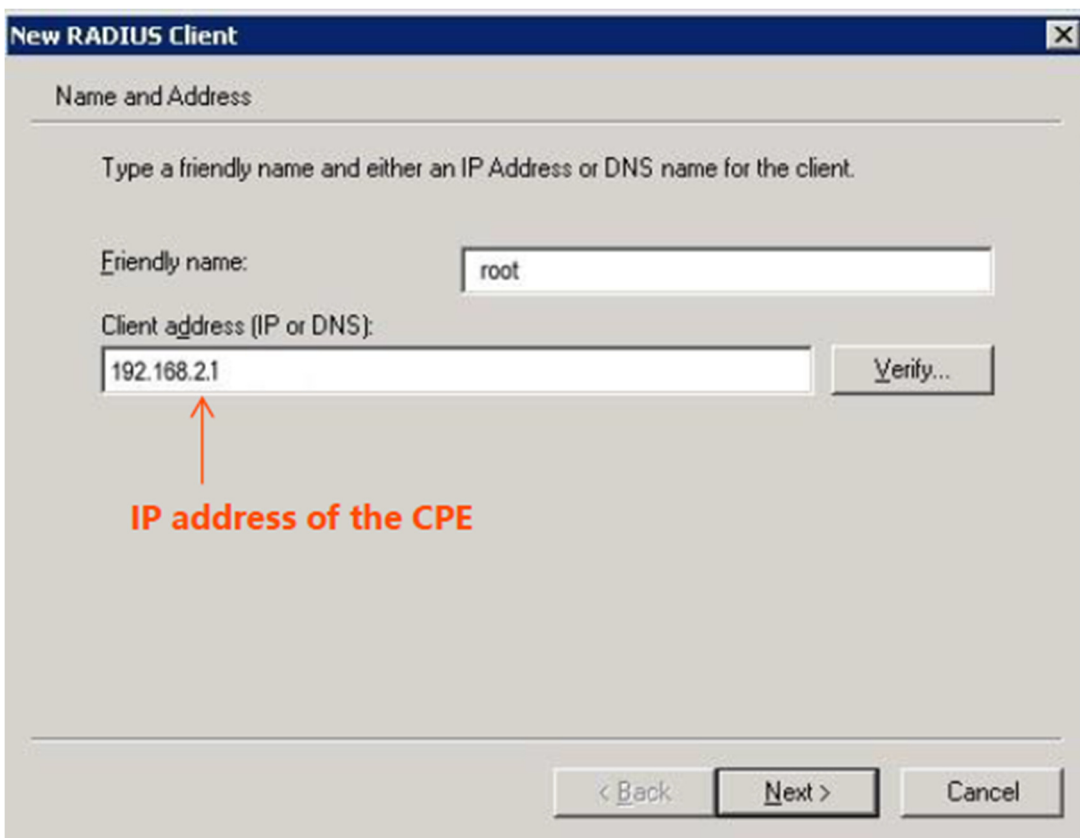 New RADIUS Client
Name and Address
Type a friendly name and either an IP Address or DNS name for the client.
Friendly name:
root
Client address (IP or DNS):
192.168.2.1
Verify...
IP address of the CPE
< Back
Next >
Cancel